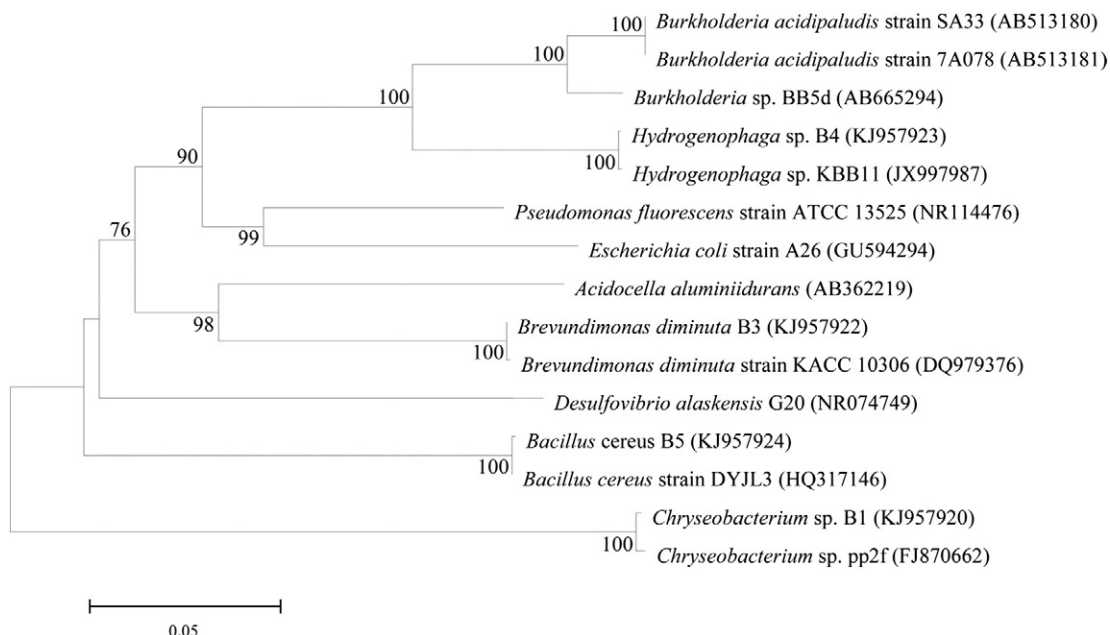 100 Burkholderia acidipaludis strain SA33 (AB513180)
100 Burkholderia acidipaludis strain 7A078 (AB513181)
100 Burkholderia sp. BB5d (AB665294)
Hydrogenophaga sp. B4 (KJ957923)
90 100 Hydrogenophaga sp. KBB11 (JX997987)
Pseudomonas fluorescens strain ATCC 13525 (NR114476)
76 99 Escherichia coli strain A26 (GU594294)
Acidocella aluminiidurans (AB362219)
98 Brevundimonas diminuta B3 (KJ957922)
100 Brevundimonas diminuta strain KACC 10306 (DQ979376)
Desulfovibrio alaskensis G20 (NR074749)
Bacillus cereus B5 (KJ957924)
100 Bacillus cereus strain DYJL3 (HQ317146)
Chryseobacterium sp. B1 (KJ957920)
100 Chryseobacterium sp. pp2f (FJ870662)
0.05